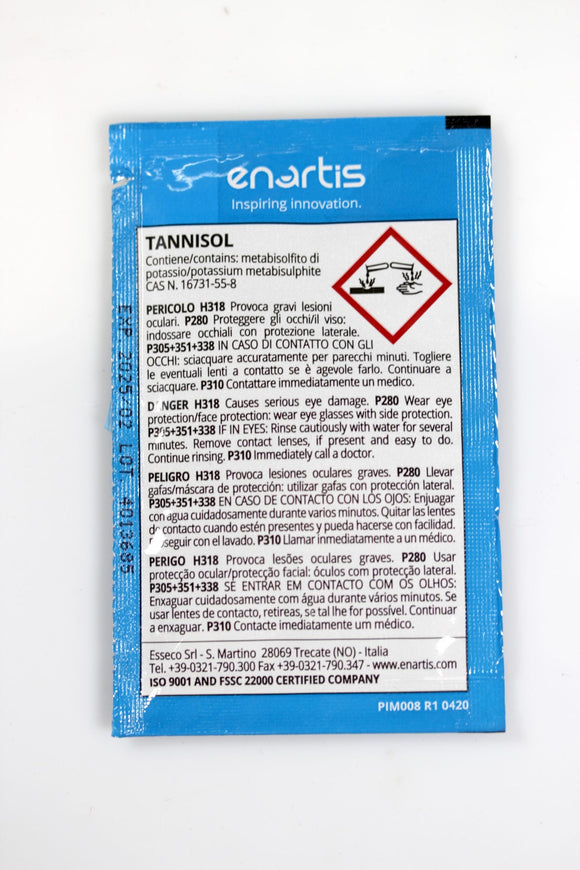 enartis
Inspiring innovation.
TANNISOL
Contiene/contains: metabisolfito di
potassio/potassium metabisulphite
CAS N. 16731-55-8
PERICOLO H318 Provoca gravi lesioni
oculari. P280 Proteggere gli occhi/il viso:
indossare occhiali con protezione laterale.
P305+351+338 IN CASO DI CONTATTO CON GLI
OCCHI: sciacquare accuratamente per parecchi minuti. Togliere
le eventuali lenti a contatto se è agevole farlo. Continuare a
sciacquare. P310 Contattare immediatamente un medico.
DANGER H318 Causes serious eye damage. P280 Wear eye
protection/face protection: wear eye glasses with side protection.
P305+351+338 IF IN EYES: Rinse cautiously with water for several
minutes. Remove contact lenses, if present and easy to do.
Continue rinsing. P310 Immediately call a doctor.
PELIGRO H318 Provoca lesiones oculares graves. P280 Llevar
gafas/máscara de protección: utilizar gafas con protección lateral.
P305+351+338 EN CASO DE CONTACTO CON LOS OJOS: Enjuagar
con agua cuidadosamente durante varios minutos. Quitar las lentes
de contacto cuando estén presentes y pueda hacerse con facilidad.
Proseguir con el lavado. P310 Llamar inmediatamente a un médico.
PERIGO H318 Provoca lesões oculares graves. P280 Usar
protecção ocular/protecção facial: óculos com protecção lateral.
P305+351+338 SE ENTRAR EM CONTACTO COM OS OLHOS:
Enxaguar cuidadosamente com água durante vários minutos. Se
usar lentes de contacto, retireas, se tal lhe for possível. Continuar
a enxaguar. P310 Contacte imediatamente um médico.
Esseco Srl - S. Martino 28069 Trecate (NO) - Italia
Tel. +39-0321-790.300 Fax +39-0321-790.347 - www.enartis.com
ISO 9001 AND FSSC 22000 CERTIFIED COMPANY
PIM008 R1 0420
EXP 2025-02 LOT. 4013685